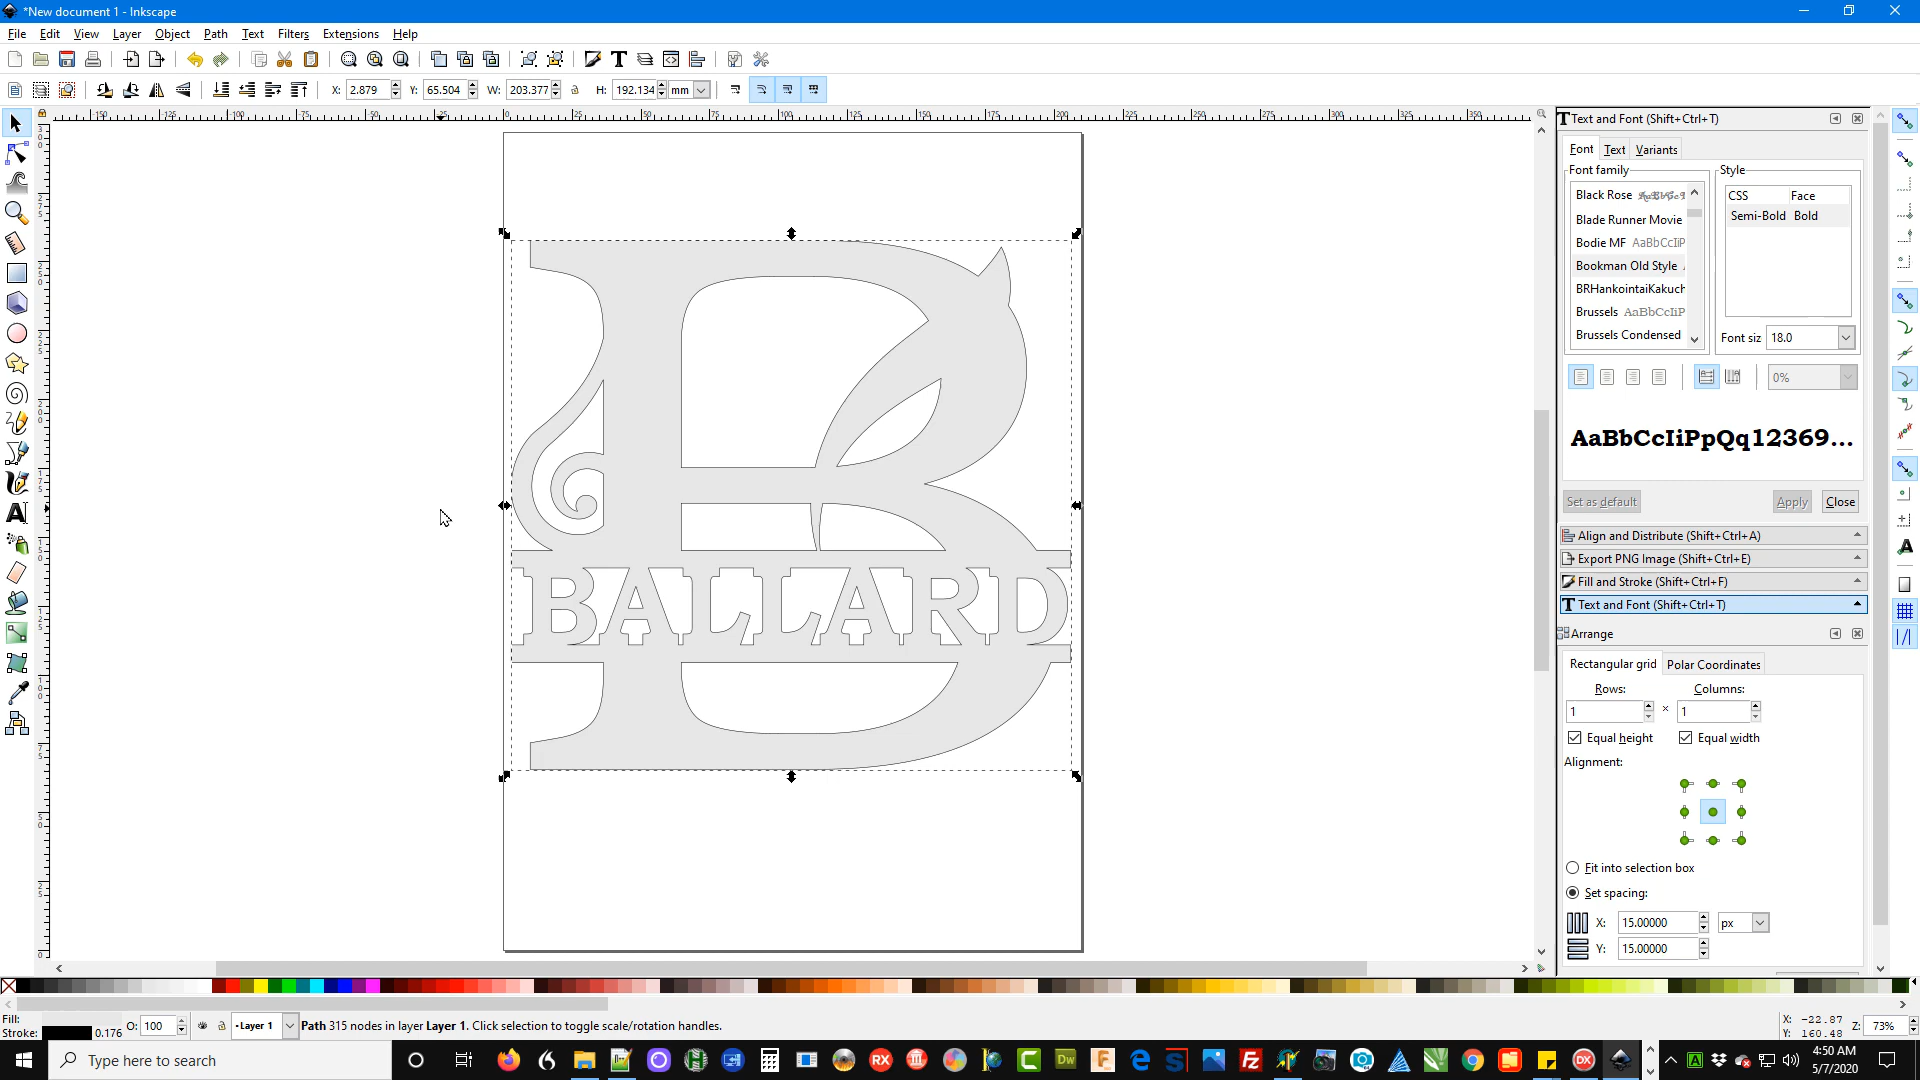 *New document 1 - Inkscape
File Edit View Layer Object Path Text Filters Extensions Help
X: 2.879 Y: 65.504 W: 203.377 H: 192.134 mm
Text and Font (Shift+Ctrl+T)
Font Text Variants
Font family
Style
Black Rose
Blade Runner Movie
Bodie MF AaBbCcIiP
Bookman Old Style
BRHankointaiKakuch
Brussels AaBbCcIiP
Brussels Condensed
CSS Face
Semi-Bold Bold
Font siz 18.0
0%
AaBbCcIiPpQq12369...
Set as default Apply Close
Align and Distribute (Shift+Ctrl+A)
Export PNG Image (Shift+Ctrl+E)
Fill and Stroke (Shift+Ctrl+F)
Text and Font (Shift+Ctrl+T)
Arrange
Rectangular grid Polar Coordinates
Rows: Columns:
1 × 1
Equal height Equal width
Alignment:
Fit into selection box
Set spacing:
X: 15.00000 px
Y: 15.00000
B
BALLARD
Fill:
Stroke: 0.176 O: 100 Layer 1 Path 315 nodes in layer Layer 1. Click selection to toggle scale/rotation handles.
X: -22.87
Y: 160.48 Z: 73%
Type here to search
4:50 AM
5/7/2020